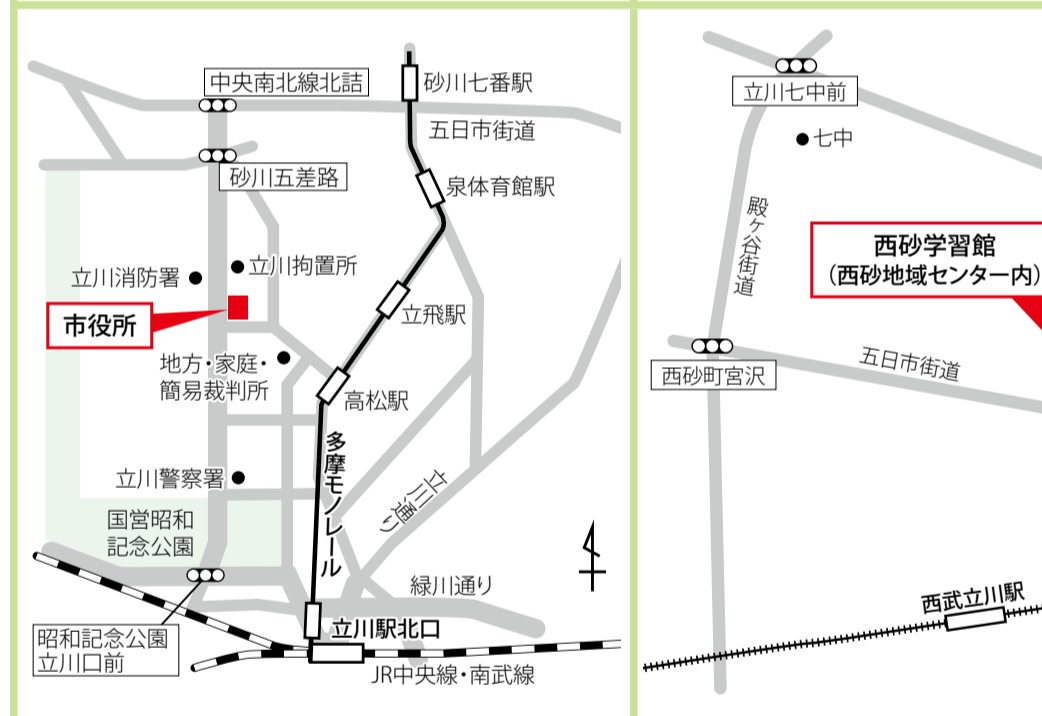 中央南北線北詰
砂川七番駅
五日市街道
砂川五差路
泉体育館駅
立川消防署
立川拘置所
市役所
立飛駅
地方・家庭・
簡易裁判所
高松駅
多摩モノレール
立川警察署
立川通り
国営昭和
記念公園
緑川通り
昭和記念公園
立川口前
立川駅北口
JR中央線・南武線
立川七中前
七中
殿ヶ谷街道
西砂学習館
（西砂地域センター内）
西砂町宮沢
五日市街道
西武立川駅